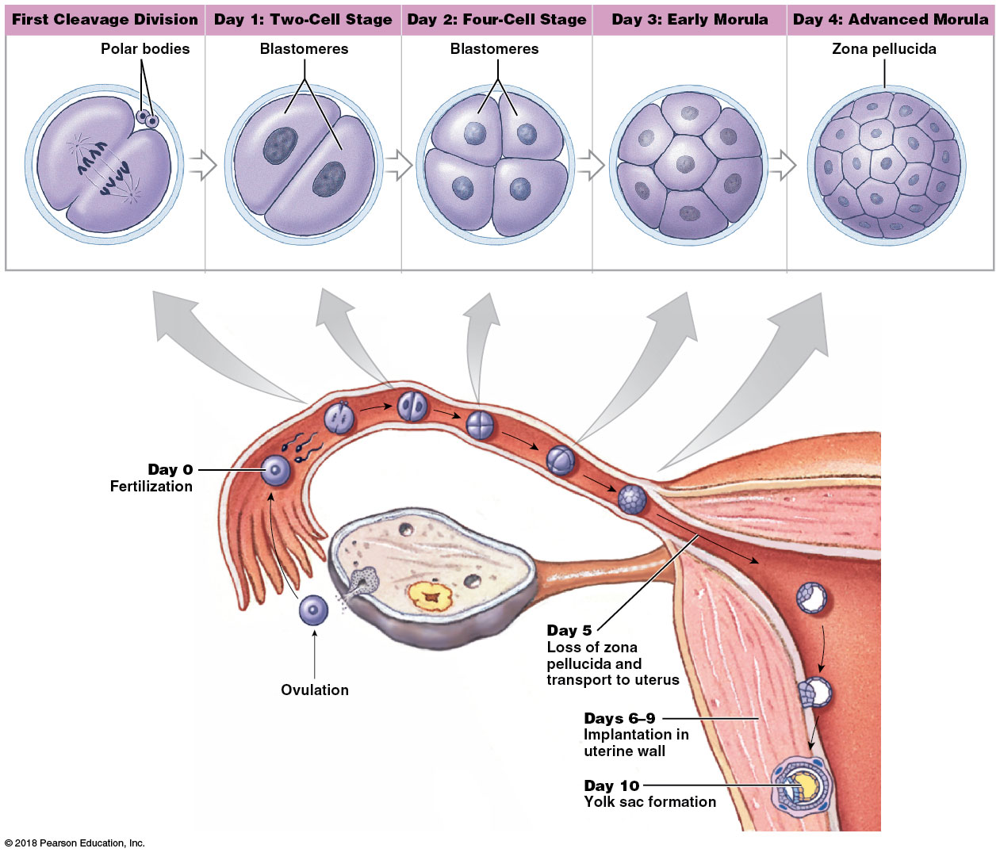 First Cleavage Division
Day 1: Two-Cell Stage
Day 2: Four-Cell Stage
Day 3: Early Morula
Day 4: Advanced Morula
Polar bodies
Blastomeres
Blastomeres
Zona pellucida
Day 0
Fertilization
Ovulation
Day 5
Loss of zona
pellucida and
transport to uterus
Days 6–9
Implantation in
uterine wall
Day 10
Yolk sac formation
© 2018 Pearson Education, Inc.